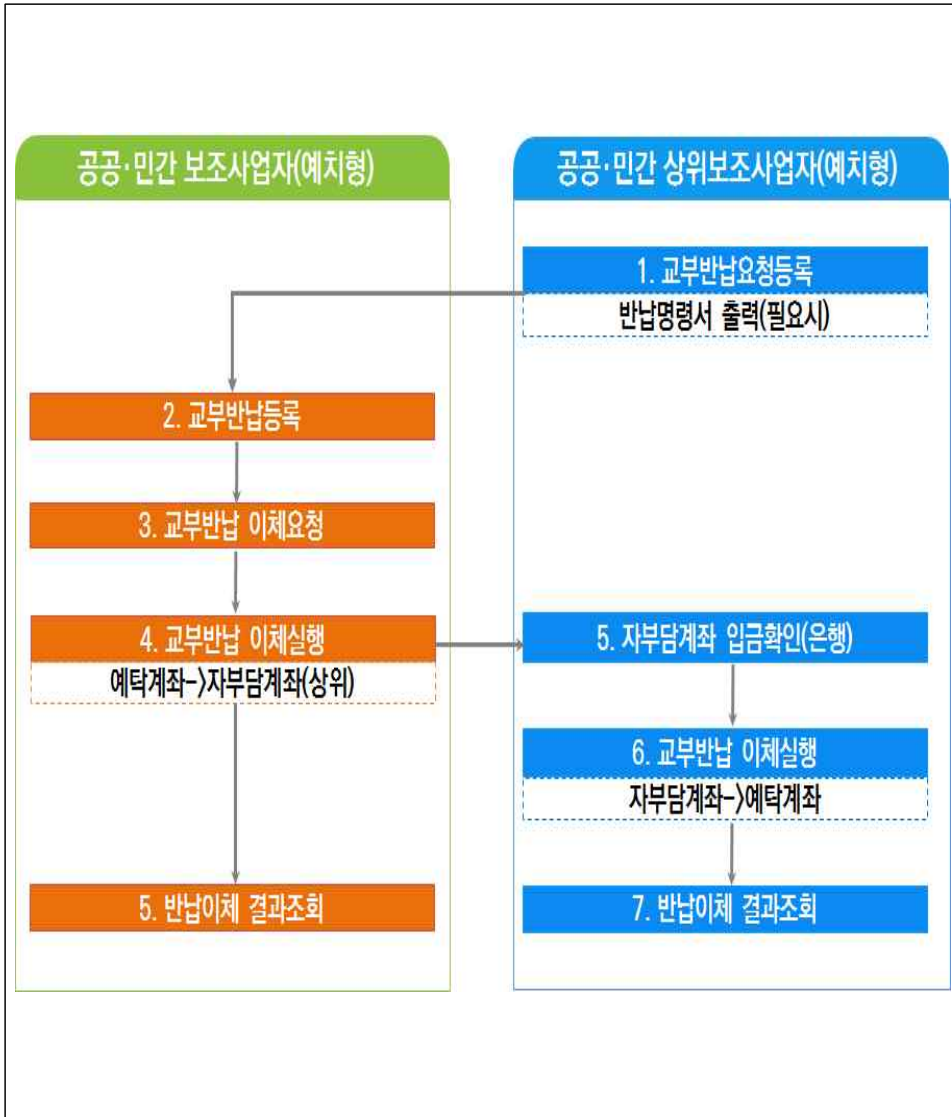 공공·민간 보조사업자(예치형)
공공·민간 상위보조사업자(예치형)
1. 교부반납요청등록
반납명령서 출력(필요시)
2. 교부반납등록
3. 교부반납 이체요청
4. 교부반납 이체실행
예탁계좌->자부담계좌(상위)
5. 자부담계좌 입금확인(은행)
6. 교부반납 이체실행
자부담계좌->예탁계좌
5. 반납이체 결과조회
7. 반납이체 결과조회